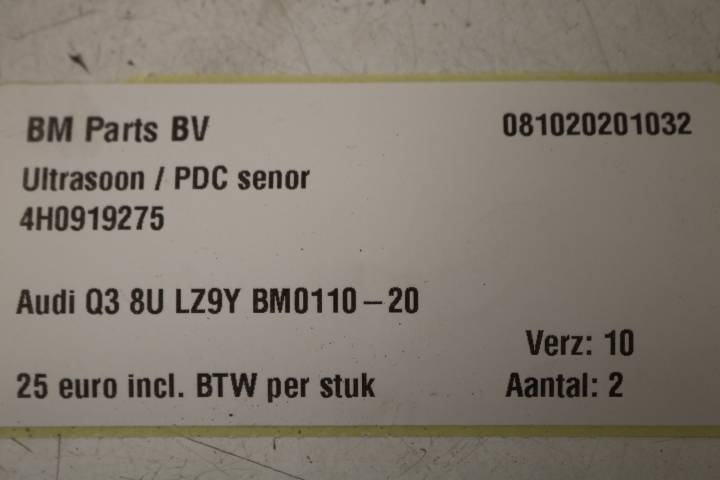 BM Parts BV 081020201032
Ultrasoon / PDC senor
4H0919275
Audi Q3 8U LZ9Y BM0110-20
Verz: 10
25 euro incl. BTW per stuk Aantal: 2